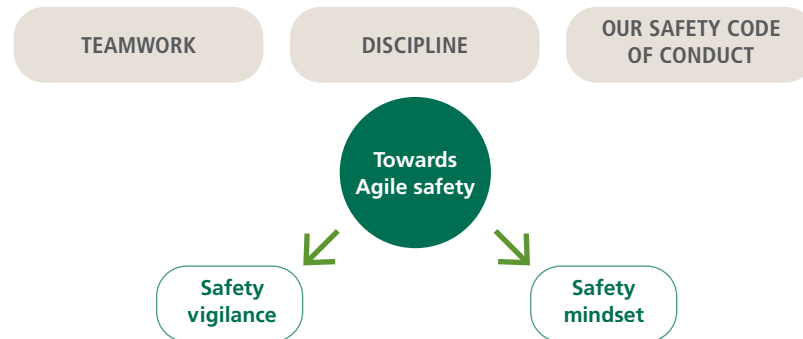 TEAMWORK
DISCIPLINE
OUR SAFETY CODE
OF CONDUCT
Towards
Agile safety
Safety
vigilance
Safety
mindset